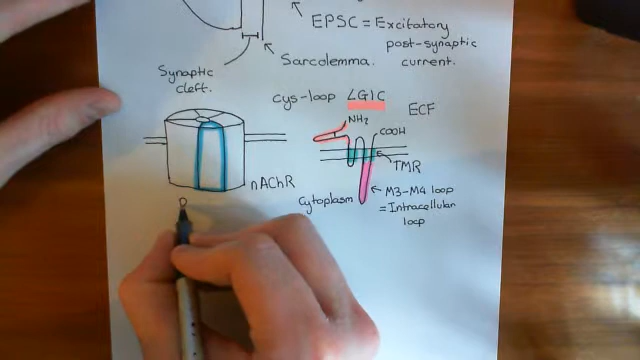 EPSC = Excitatory
post-synaptic
current.
Sarcolemma.
Synaptic
cleft.
cys-loop LGIC
ECF
NH2
COOH
TMR
nAChR
Cytoplasm
M3-M4 loop
= Intracellular
loop